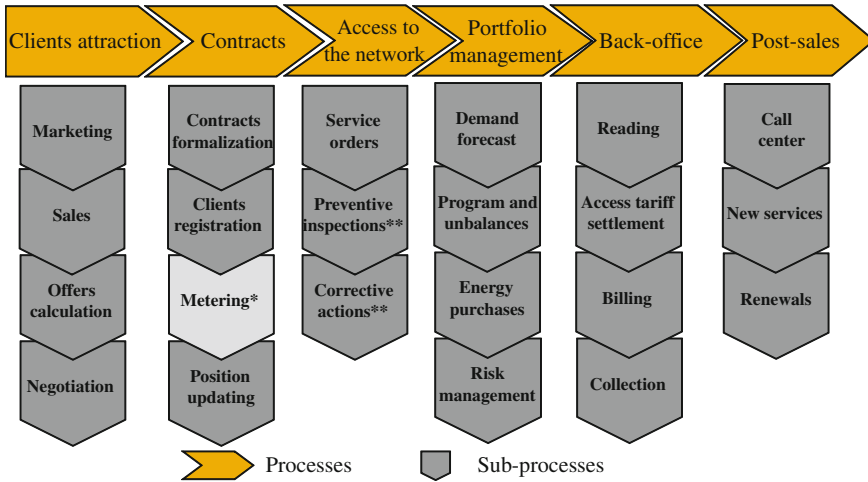 Clients attraction
Contracts
Access to
the network
Portfolio
management
Back-office
Post-sales
Marketing
Sales
Offers
calculation
Negotiation
Contracts
formalization
Clients
registration
Metering*
Position
updating
Service
orders
Preventive
inspections**
Corrective
actions**
Demand
forecast
Program and
unbalances
Energy
purchases
Risk
management
Reading
Access tariff
settlement
Billing
Collection
Call
center
New services
Renewals
Processes
Sub-processes